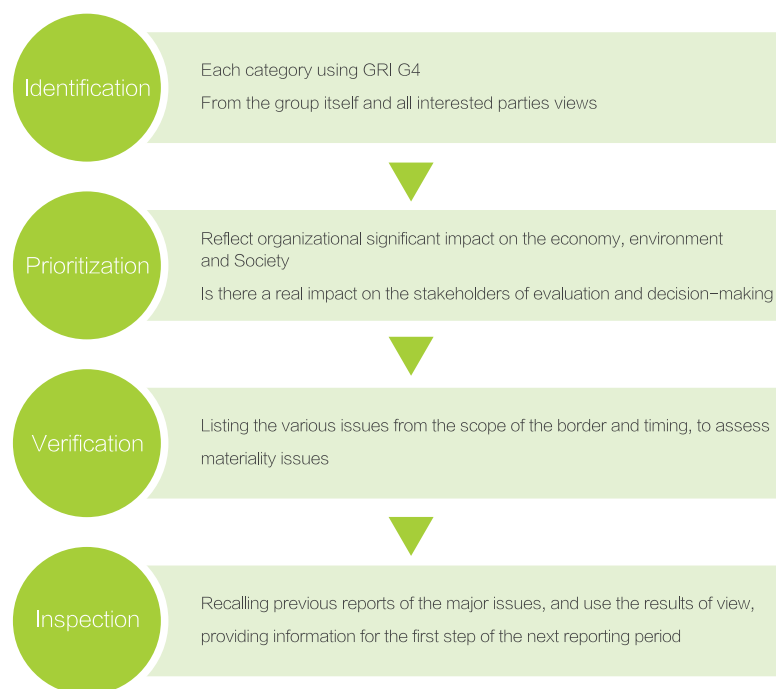 Identification
Each category using GRI G4
From the group itself and all interested parties views
Prioritization
Reflect organizational significant impact on the economy, environment
and Society
Is there a real impact on the stakeholders of evaluation and decision-making
Verification
Listing the various issues from the scope of the border and timing, to assess
materiality issues
Inspection
Recalling previous reports of the major issues, and use the results of view,
providing information for the first step of the next reporting period